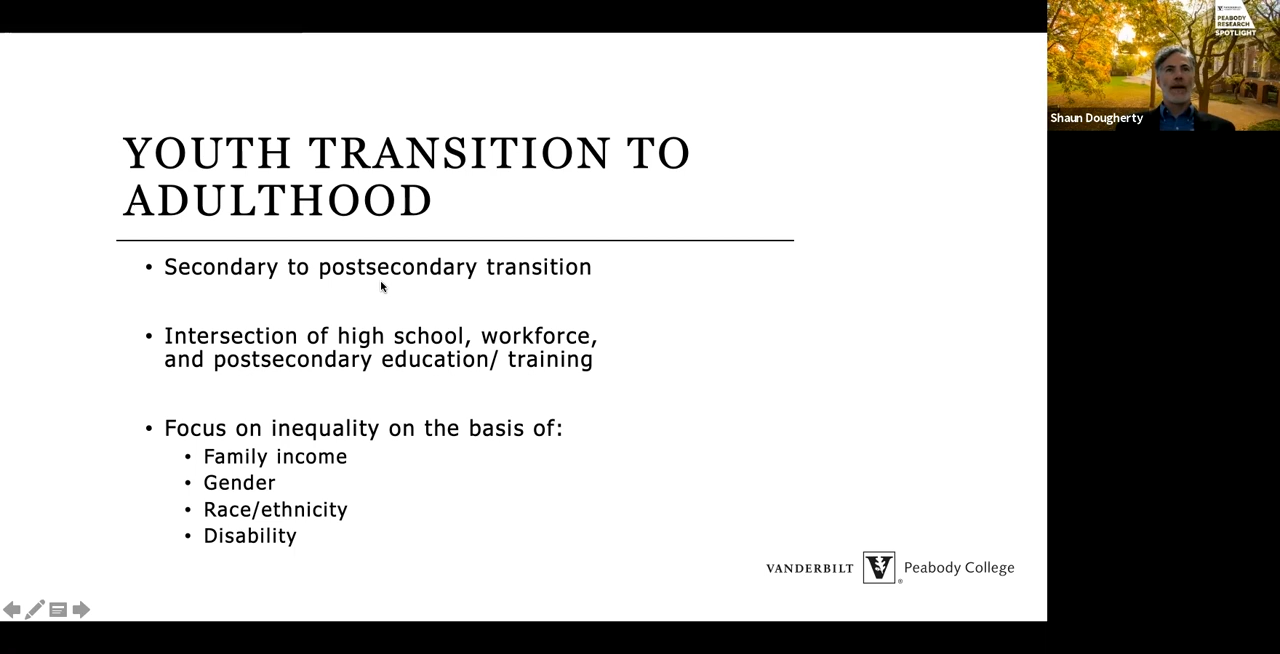 YOUTH TRANSITION TO
ADULTHOOD
• Secondary to postsecondary transition
• Intersection of high school, workforce,
and postsecondary education/ training
• Focus on inequality on the basis of:
• Family income
• Gender
• Race/ethnicity
• Disability
VANDERBILT V® Peabody College
PEABODY
RESEARCH
SPOTLIGHT
Shaun Dougherty